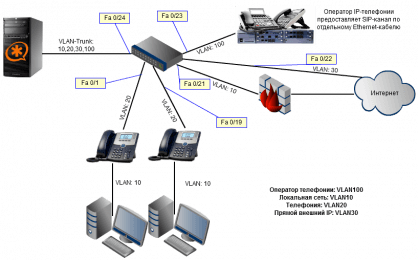 Fa 0/24
Fa 0/23
Оператор IP-телефонии
предоставляет SIP-канал по
отдельному Ethernet-кабелю
VLAN-Trunk:
10,20,30,100
VLAN: 100
Fa 0/22
VLAN: 30
Fa 0/1
Fa 0/21
VLAN: 10
Интернет
VLAN: 20
VLAN: 20
Fa 0/19
VLAN: 10
VLAN: 10
Оператор телефонии: VLAN100
Локальная сеть: VLAN10
Телефония: VLAN20
Прямой внешний IP: VLAN30